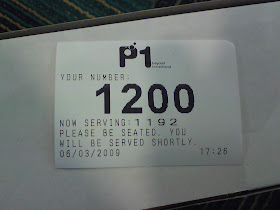 P1
YOUR NUMBER:
1200
NOW SERVING:1192
PLEASE BE SEATED. YOU
WILL BE SERVED SHORTLY.
06/03/2009 17:26